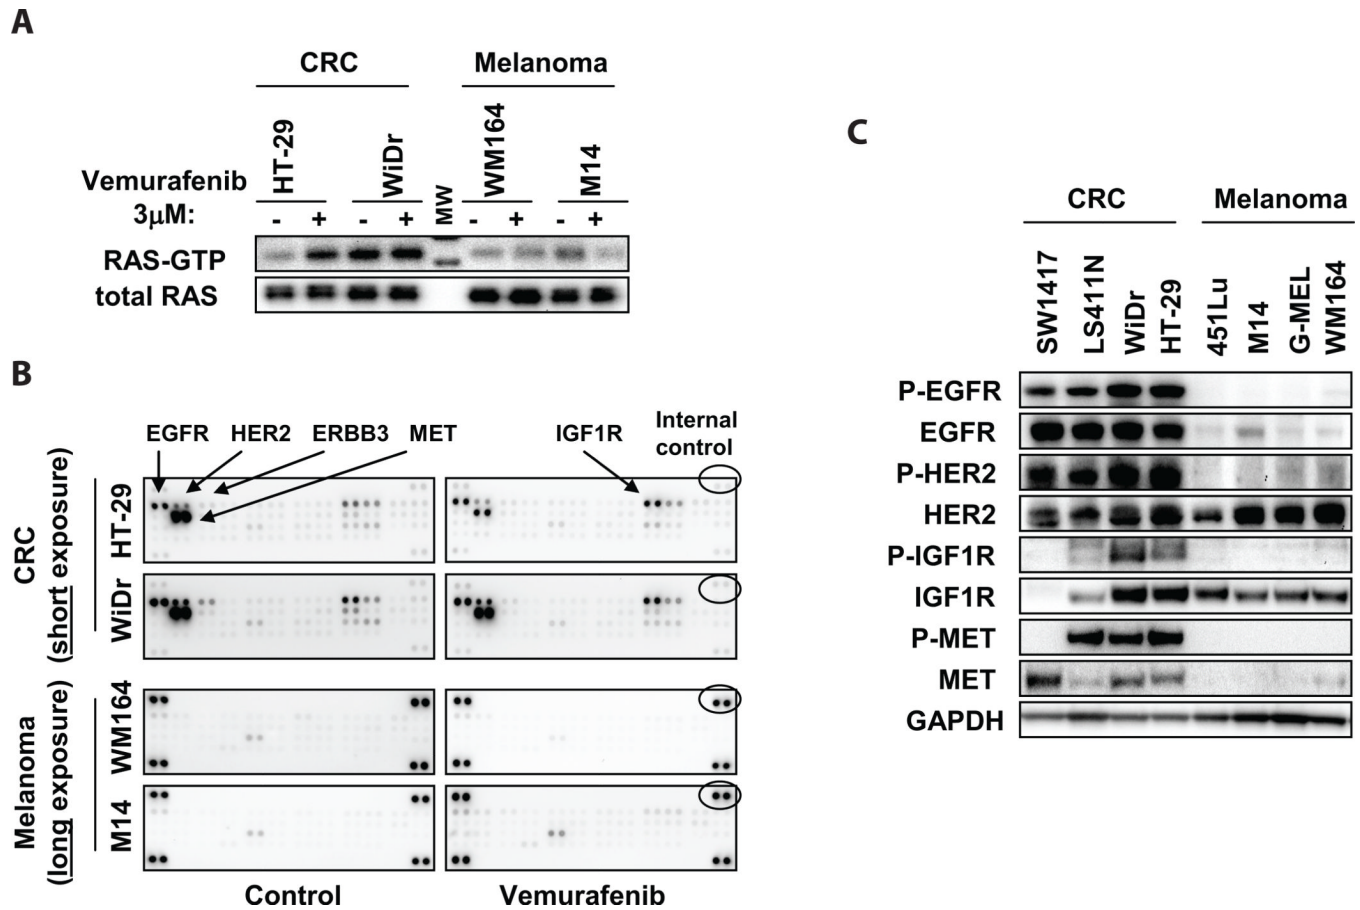 A
CRC
Melanoma
HT-29
WiDr
MW
WM164
M14
Vemurafenib
3μM:
- + - + - + - +
RAS-GTP
total RAS
B
EGFR HER2 ERBB3 MET IGF1R Internal
control
CRC
(short exposure)
HT-29
WiDr
Melanoma
(long exposure)
WM164
M14
Control
Vemurafenib
C
CRC
Melanoma
SW1417
LS411N
WiDr
HT-29
451Lu
M14
G-MEL
WM164
P-EGFR
EGFR
P-HER2
HER2
P-IGF1R
IGF1R
P-MET
MET
GAPDH